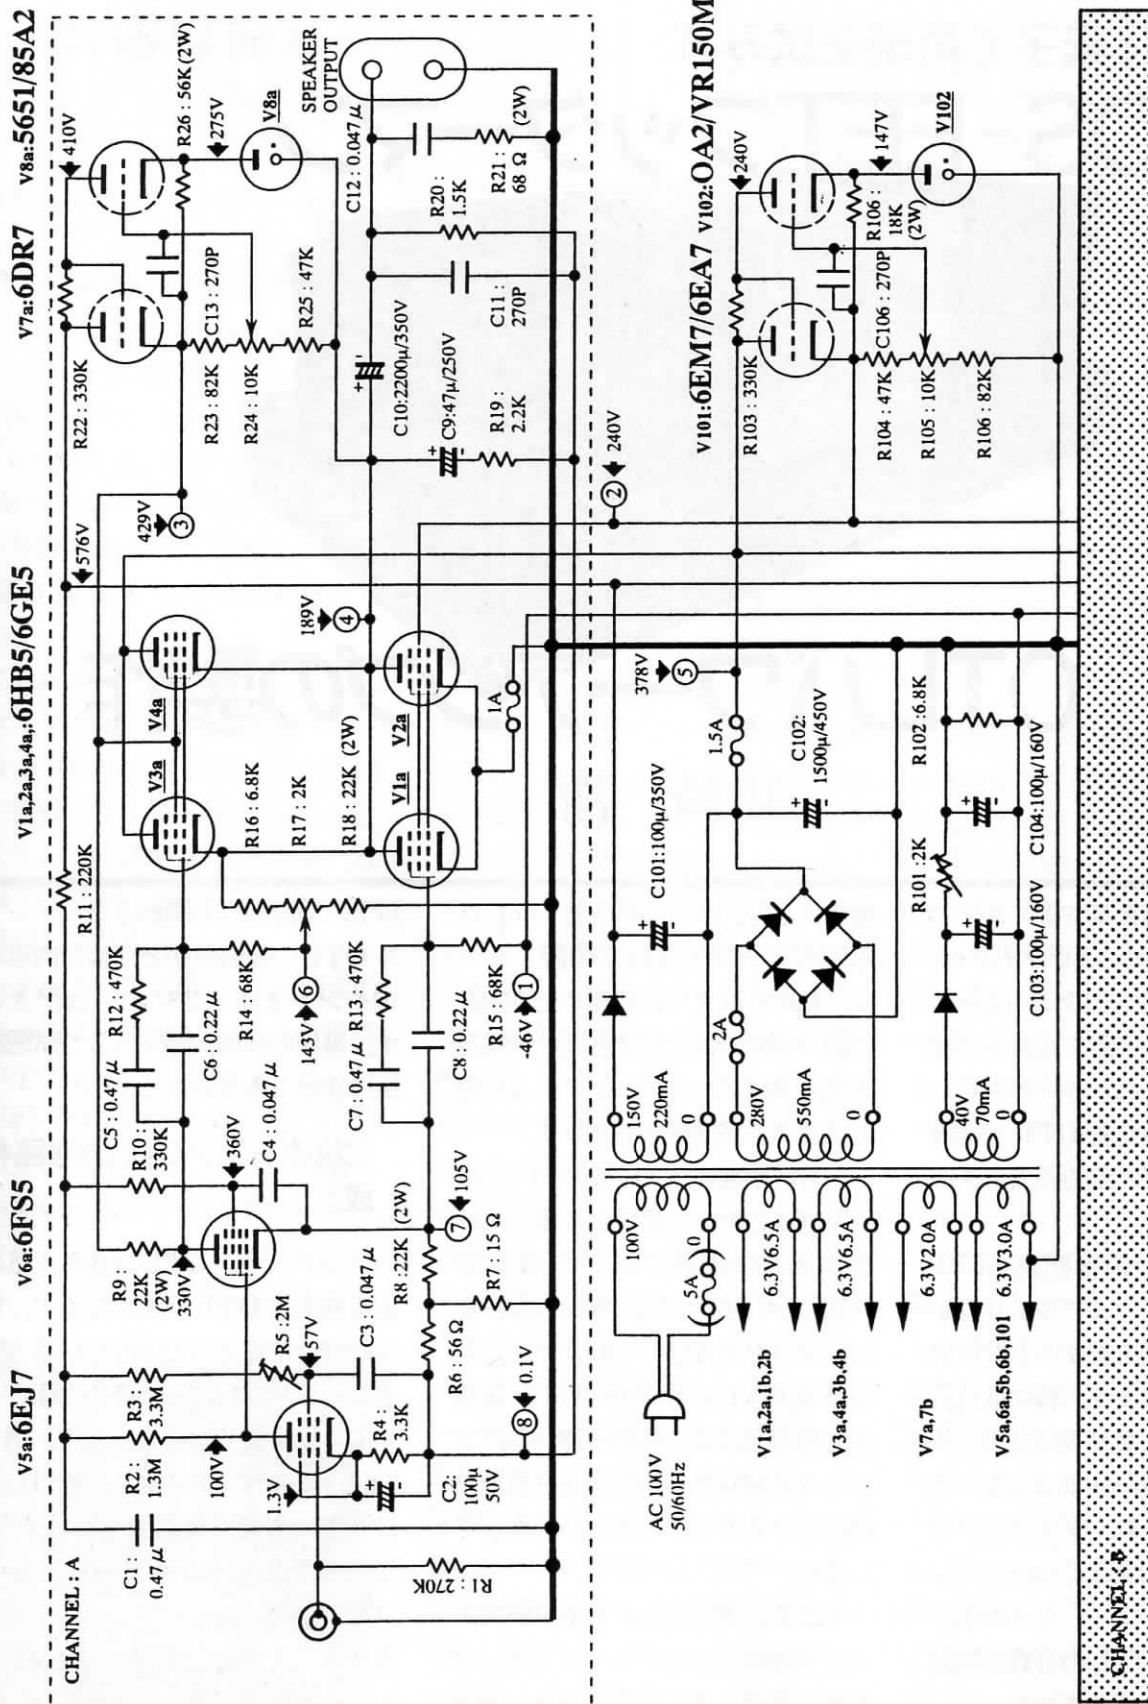 V5a:6EJ7
V6a:6FS5
V1a,2a,3a,4a,:6HB5/6GE5
V7a:6DR7
V8a:5651/85A2
CHANNEL : A
C1 :
0.47μ
R2 :
1.3M
R3 :
3.3M
100V
1.3V
R5 :2M
57V
C3 : 0.047μ
R4 :
3.3K
C2:
100μ
50V
R1 : 270K
R6 : 56Ω
0.1V
8
R7 : 15 Ω
R8 :22K
(2W)
105V
7
R9 :
22K
(2W)
330V
R10 :
330K
360V
C4 : 0.047μ
C5 : 0.47μ
R12 : 470K
C6 : 0.22μ
R14 : 68K
143V
6
C7 : 0.47μ
R13 : 470K
C8 : 0.22μ
R15 : 68K
-46V
1
R11 : 220K
V3a
V4a
R16 : 6.8K
R17 : 2K
R18 : 22K (2W)
V1a
V2a
1A
189V
4
576V
429V
3
R22 : 330K
410V
R23 : 82K
C13 : 270P
R24 : 10K
R25 : 47K
R26 : 56K (2W)
275V
V8a
SPEAKER
OUTPUT
C12 : 0.047μ
+
-
C10:2200μ/350V
C9:47μ/250V
+
-
R19 :
2.2K
C11 :
270P
R20 :
1.5K
R21 :
68 Ω
(2W)
240V
2
V101:6EM7/6EA7
V102:OA2/VR150M
R103 : 330K
240V
R104 : 47K
C106 : 270P
R105 : 10K
R106 : 82K
R106 :
18K
(2W)
147V
V102
378V
5
1.5A
C101:100μ/350V
+
-
C102:
1500μ/450V
+
-
2A
R101 :2K
R102 :6.8K
C103:100μ/160V
+
-
C104:100μ/160V
+
-
150V
220mA
0
280V
550mA
0
40V
70mA
0
100V
0
5A
AC 100V
50/60Hz
6.3V6.5A
V1a,2a,1b,2b
6.3V6.5A
V3a,4a,3b,4b
6.3V2.0A
V7a,7b
6.3V3.0A
V5a,6a,5b,6b,101
CHANNEL : B